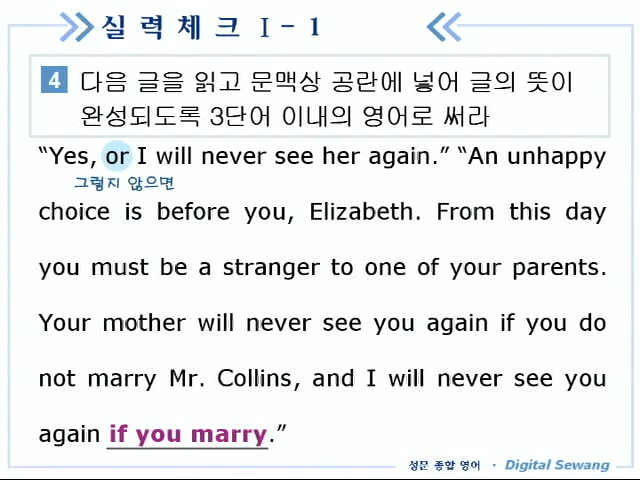 실 력 체 크 Ⅰ - 1
4 다음 글을 읽고 문맥상 공란에 넣어 글의 뜻이
완성되도록 3단어 이내의 영어로 써라
“Yes, or I will never see her again.” “An unhappy
그렇지 않으면
choice is before you, Elizabeth. From this day
you must be a stranger to one of your parents.
Your mother will never see you again if you do
not marry Mr. Collins, and I will never see you
again if you marry.”
성문 종합 영어 · Digital Sewang